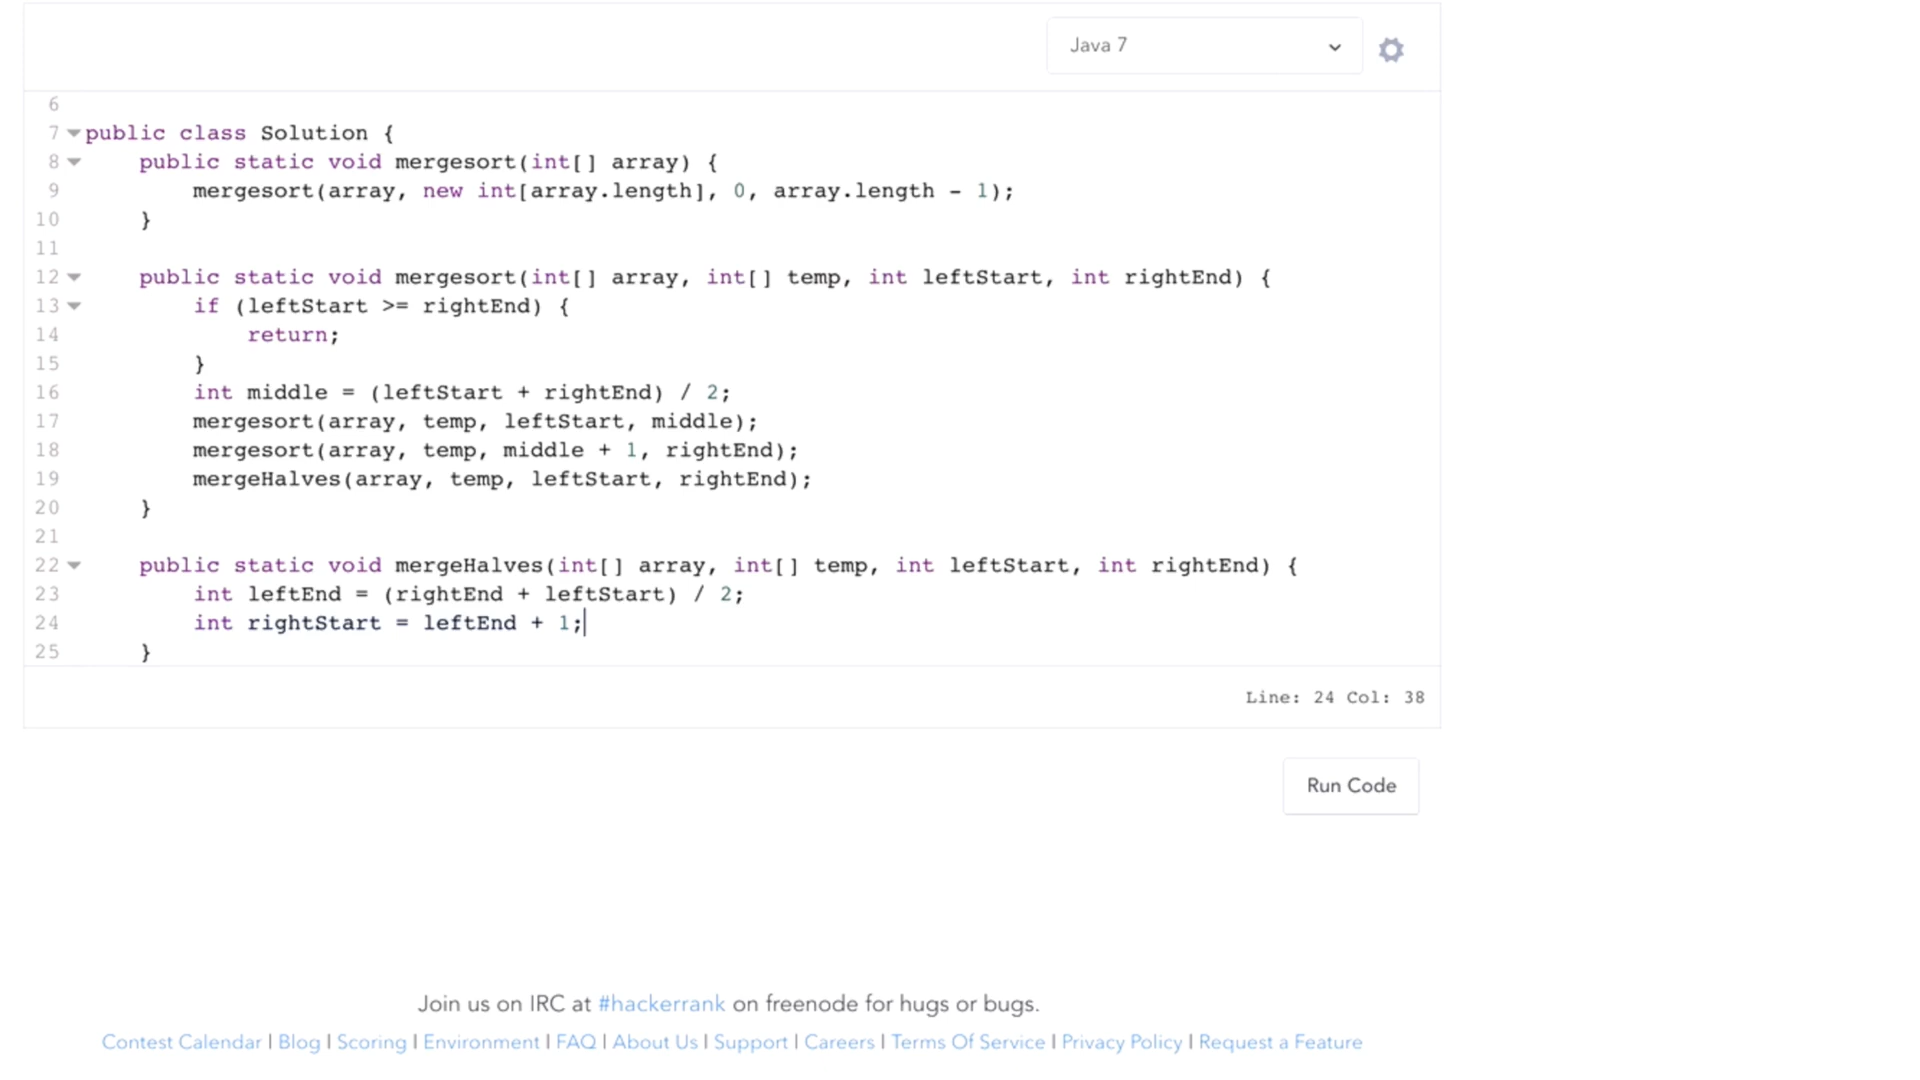 Java 7
6
7 public class Solution {
8 public static void mergesort(int[] array) {
9 mergesort(array, new int[array.length], 0, array.length - 1);
10 }
11
12 public static void mergesort(int[] array, int[] temp, int leftStart, int rightEnd) {
13 if (leftStart >= rightEnd) {
14 return;
15 }
16 int middle = (leftStart + rightEnd) / 2;
17 mergesort(array, temp, leftStart, middle);
18 mergesort(array, temp, middle + 1, rightEnd);
19 mergeHalves(array, temp, leftStart, rightEnd);
20 }
21
22 public static void mergeHalves(int[] array, int[] temp, int leftStart, int rightEnd) {
23 int leftEnd = (rightEnd + leftStart) / 2;
24 int rightStart = leftEnd + 1;
25 }
Line: 24 Col: 38
Run Code
Join us on IRC at #hackerrank on freenode for hugs or bugs.
Contest Calendar | Blog | Scoring | Environment | FAQ | About Us | Support | Careers | Terms Of Service | Privacy Policy | Request a Feature